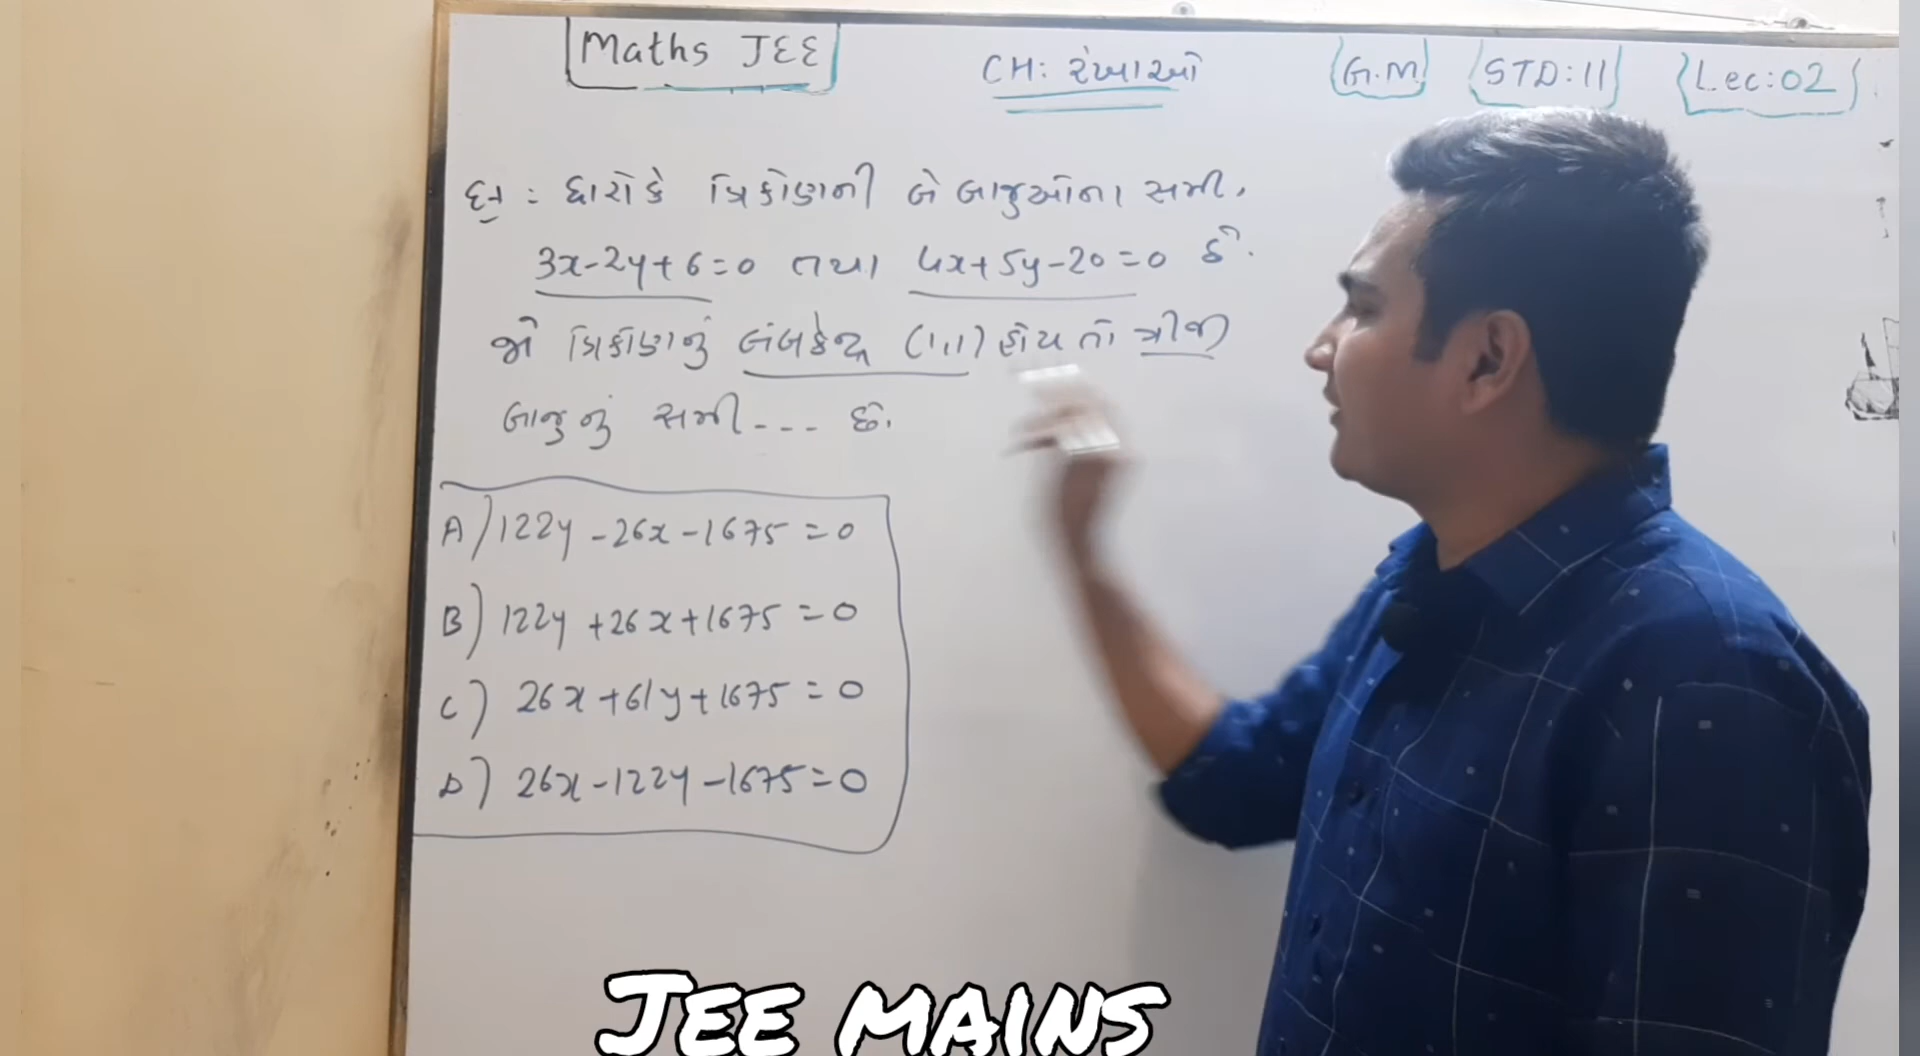 Maths JEE
CH: રેખાઓ
G.M
STD:11
Lec:02
દા : ધારોકે ત્રિકોણની બે બાજુઓના સમી.
3x-2y+6=0 તથા 4x+5y-20=0 છે.
જો ત્રિકોણનું લંબકેન્દ્ર (1,1) હોય તો ત્રીજી
બાજુનું સમી--- છે.
A) 122y -26x -1675 = 0
B) 122y +26x +1675 = 0
C) 26x +61y + 1675 = 0
D) 26x -122y -1675 = 0
JEE MAINS